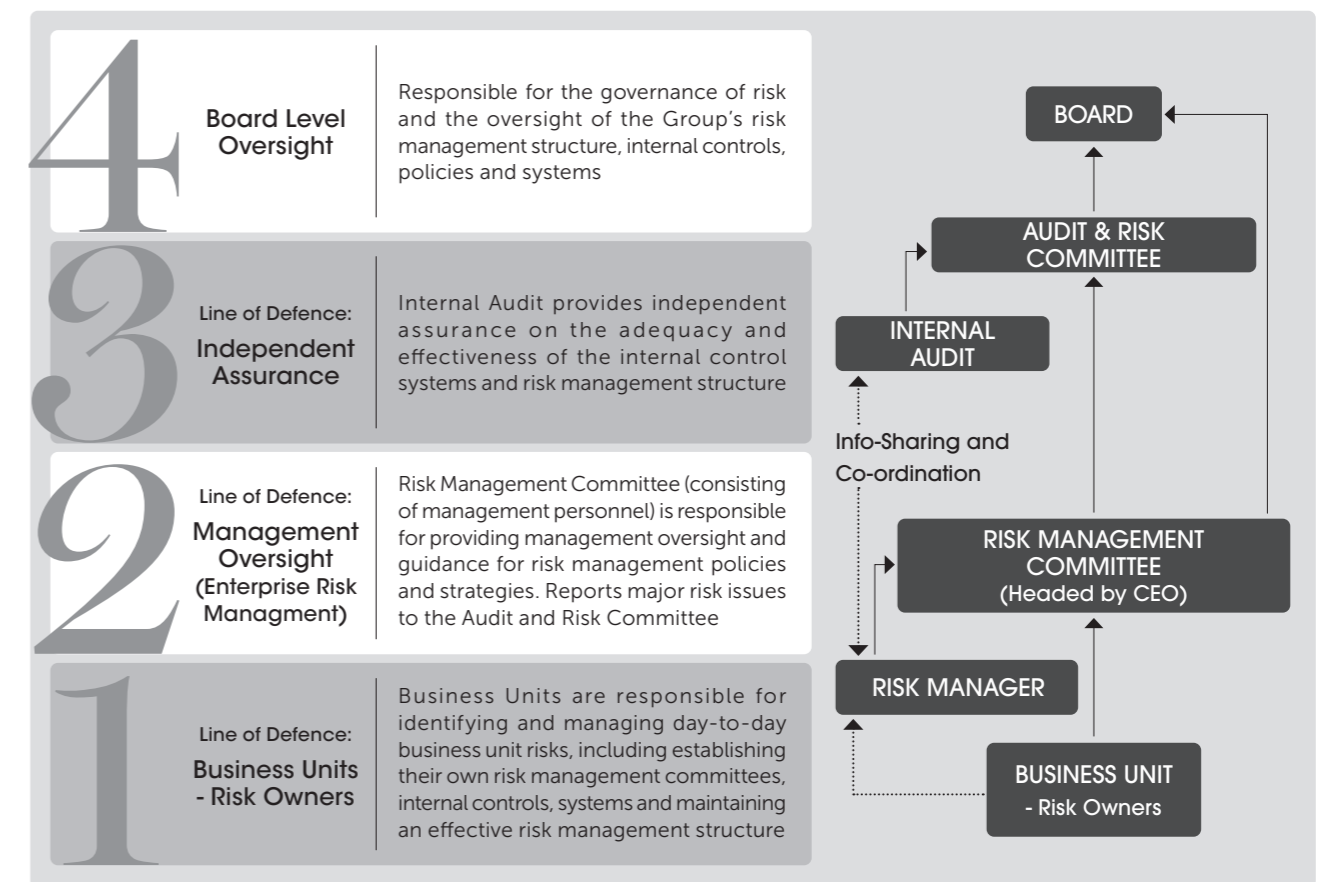 4
Board Level
Oversight
Responsible for the governance of risk
and the oversight of the Group's risk
management structure, internal controls,
policies and systems
3
Line of Defence:
Independent
Assurance
Internal Audit provides independent
assurance on the adequacy and
effectiveness of the internal control
systems and risk management structure
2
Line of Defence:
Management
Oversight
(Enterprise Risk
Managment)
Risk Management Committee (consisting
of management personnel) is responsible
for providing management oversight and
guidance for risk management policies
and strategies. Reports major risk issues
to the Audit and Risk Committee
1
Line of Defence:
Business Units
- Risk Owners
Business Units are responsible for
identifying and managing day-to-day
business unit risks, including establishing
their own risk management committees,
internal controls, systems and maintaining
an effective risk management structure
BOARD
AUDIT & RISK
COMMITTEE
INTERNAL
AUDIT
Info-Sharing and
Co-ordination
RISK MANAGEMENT
COMMITTEE
(Headed by CEO)
RISK MANAGER
BUSINESS UNIT
- Risk Owners